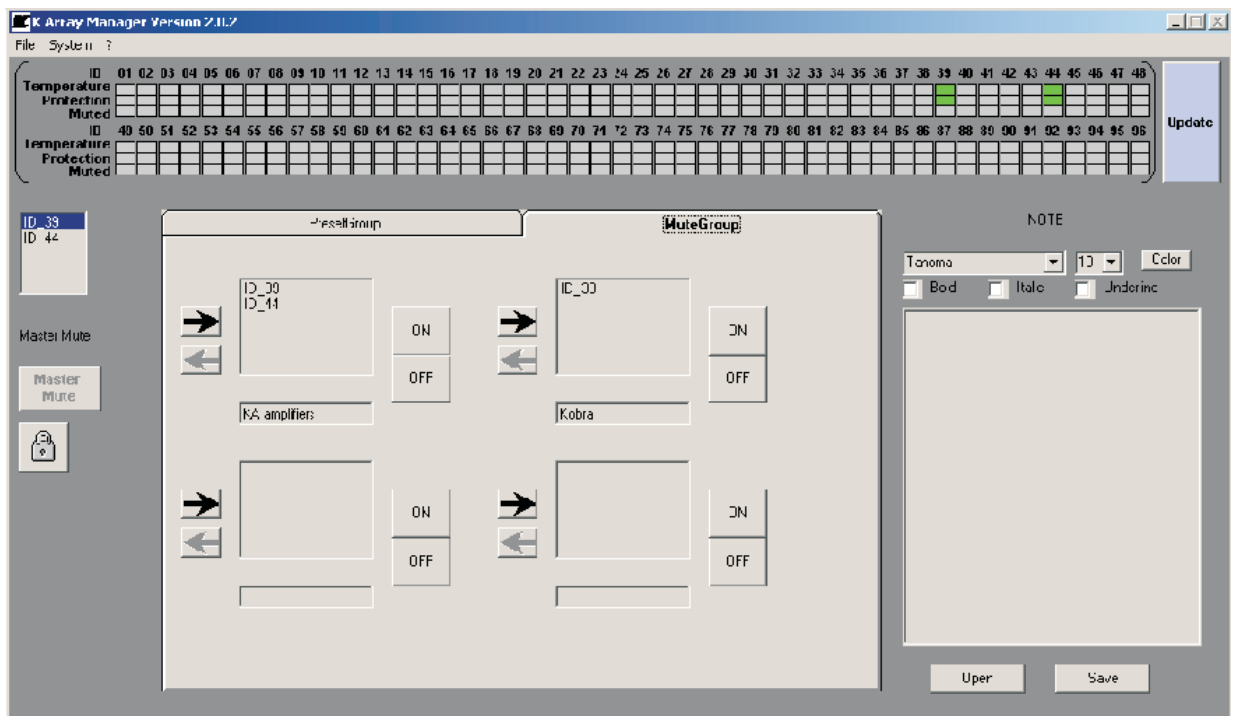 K Array Manager Version 2.0.2
File System ?
ID 01 02 03 04 05 06 07 08 09 10 11 12 13 14 15 16 17 18 19 20 21 22 23 24 25 26 27 28 29 30 31 32 33 34 35 36 37 38 39 40 41 42 43 44 45 46 47 48
Temperature
Protection
Muted
ID 49 50 51 52 53 54 55 56 57 58 59 60 61 62 63 64 65 66 67 68 69 70 71 72 73 74 75 76 77 78 79 80 81 82 83 84 85 86 87 88 89 90 91 92 93 94 95 96
Temperature
Protection
Muted
Update
ID_39
ID_44
Master Mute
Master
Mute
PresetGroup
MuteGroup
ID_39
ID_44
ON
OFF
KA amplifiers
ID_39
ON
OFF
Kobra
ON
OFF
ON
OFF
NOTE
Tahoma
10
Color
Bold
Italic
Underline
Open
Save